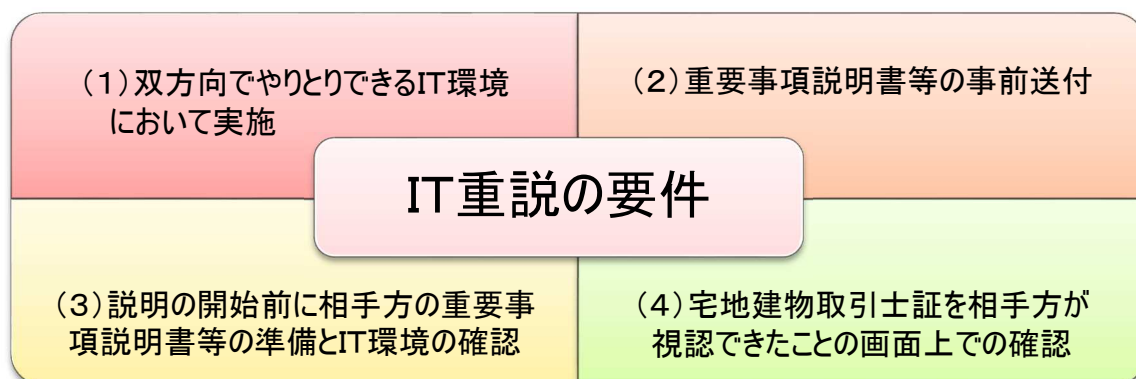 (1)双方向でやりとりできるIT環境
において実施
(2)重要事項説明書等の事前送付
IT重説の要件
(3)説明の開始前に相手方の重要事
項説明書等の準備とIT環境の確認
(4)宅地建物取引士証を相手方が
視認できたことの画面上での確認